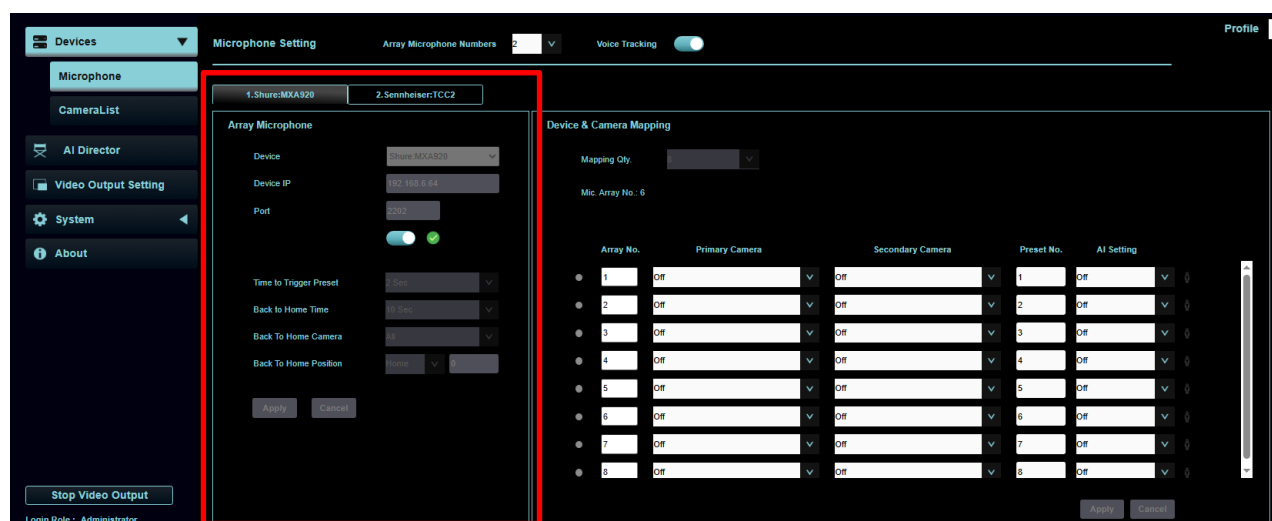 Profile
Devices
Microphone
CameraList
AI Director
Video Output Setting
System
About
Stop Video Output
Login Role : Administrator
Microphone Setting Array Microphone Numbers 2 Voice Tracking
1.Shure:MXA920 2.Sennheiser:TCC2
Array Microphone
Device Shure:MXA920
Device IP 192.168.6.64
Port 2202
Time to Trigger Preset Sec
Back to Home Time 10 Sec
Back To Home Camera All
Back To Home Position Home 0
Apply Cancel
Device & Camera Mapping
Mapping Qty.
Mic. Array No.: 6
Array No. Primary Camera Secondary Camera Preset No. AI Setting
1 Off Off 1 Off
2 Off Off 2 Off
3 Off Off 3 Off
4 Off Off 4 Off
5 Off Off 5 Off
6 Off Off 6 Off
7 Off Off 7 Off
8 Off Off 8 Off
Apply Cancel